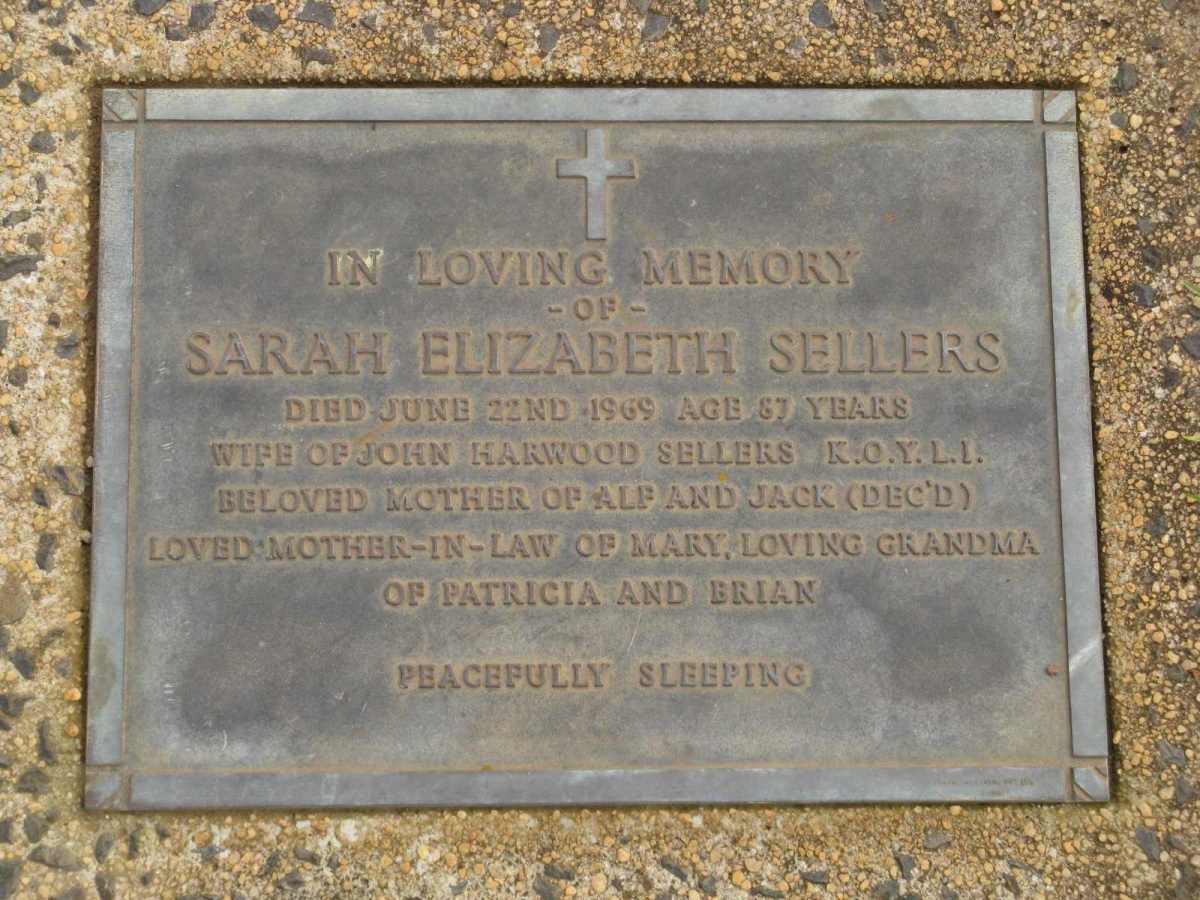 IN LOVING MEMORY
- OF -
SARAH ELIZABETH SELLERS
DIED JUNE 22ND 1969 AGE 87 YEARS
WIFE OF JOHN HARWOOD SELLERS K.O.Y.L.I.
BELOVED MOTHER OF ALF AND JACK (DEC'D)
LOVED MOTHER-IN-LAW OF MARY, LOVING GRANDMA
OF PATRICIA AND BRIAN
PEACEFULLY SLEEPING